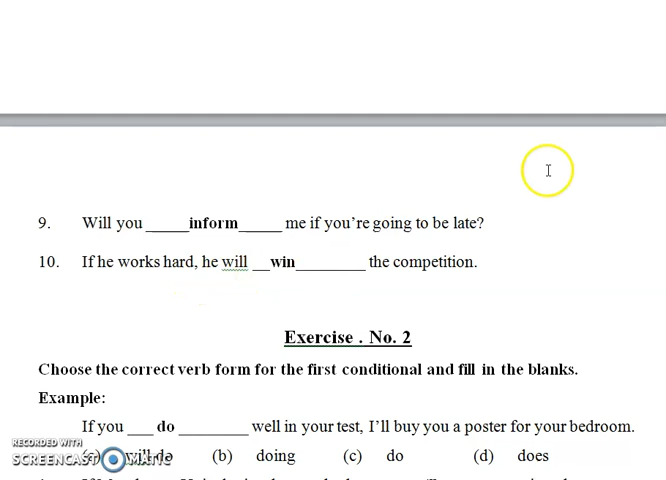 9. Will you _____inform_____ me if you're going to be late?
10. If he works hard, he will __win________ the competition.
Exercise . No. 2
Choose the correct verb form for the first conditional and fill in the blanks.
Example:
If you ___ do ________ well in your test, I'll buy you a poster for your bedroom.
(a) will do (b) doing (c) do (d) does
RECORDED WITH
SCREENCAST MATIC